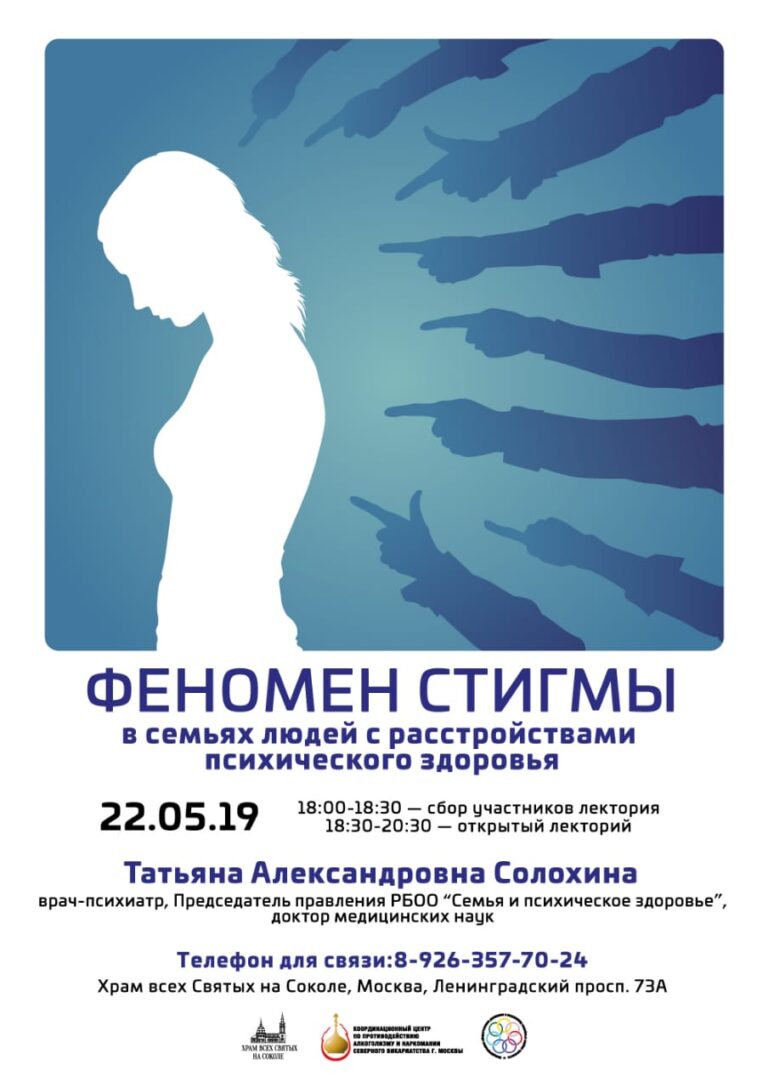 ФЕНОМЕН СТИГМЫ
в семьях людей с расстройствами
психического здоровья
22.05.19
18:00-18:30 — сбор участников лектория
18:30-20:30 — открытый лекторий
Татьяна Александровна Солохина
врач-психиатр, Председатель правления РБОО “Семья и психическое здоровье”,
доктор медицинских наук
Телефон для связи:8-926-357-70-24
Храм всех Святых на Соколе, Москва, Ленинградский просп. 73А
ХРАМ ВСЕХ СВЯТЫХ
НА СОКОЛЕ
КООРДИНАЦИОННЫЙ ЦЕНТР
ПО ПРОТИВОДЕЙСТВИЮ
АЛКОГОЛИЗМУ И НАРКОМАНИИ
СЕВЕРНОГО ВИКАРИАТСТВА Г. МОСКВЫ